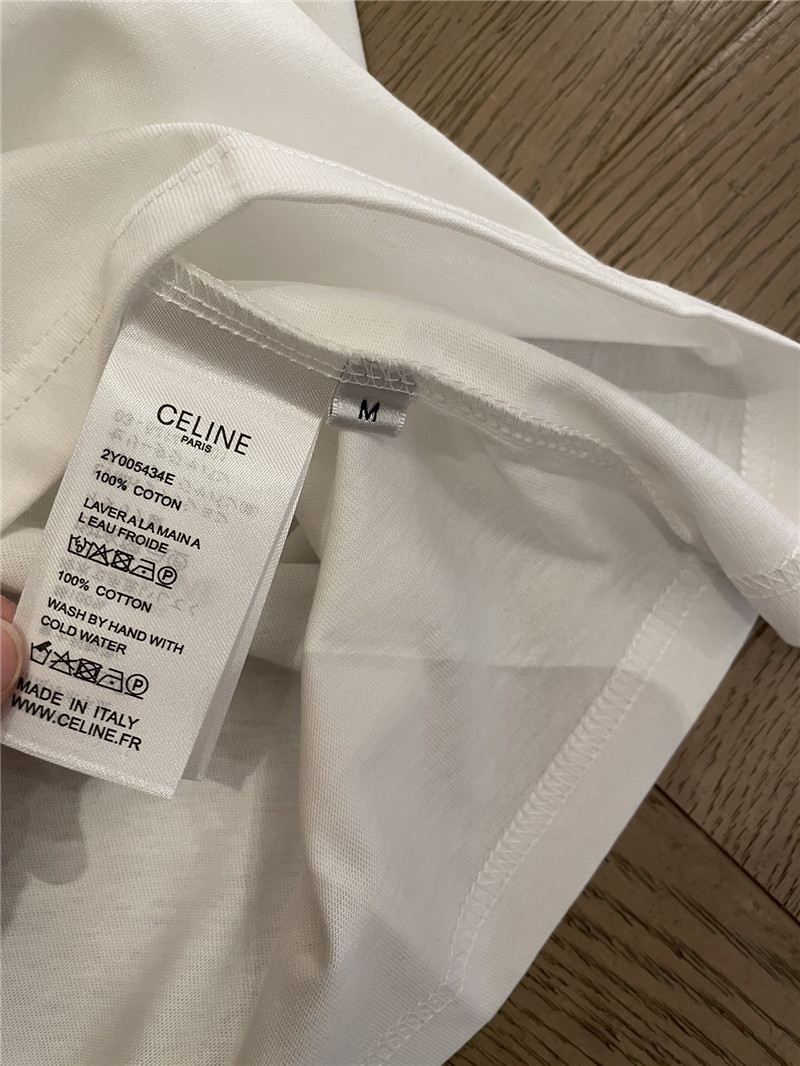 CELINE
PARIS
2Y005434E
100% COTON
LAVER A LA MAIN A
L EAU FROIDE
P
100% COTTON
WASH BY HAND WITH
COLD WATER
P
MADE IN ITALY
WWW.CELINE.FR
M